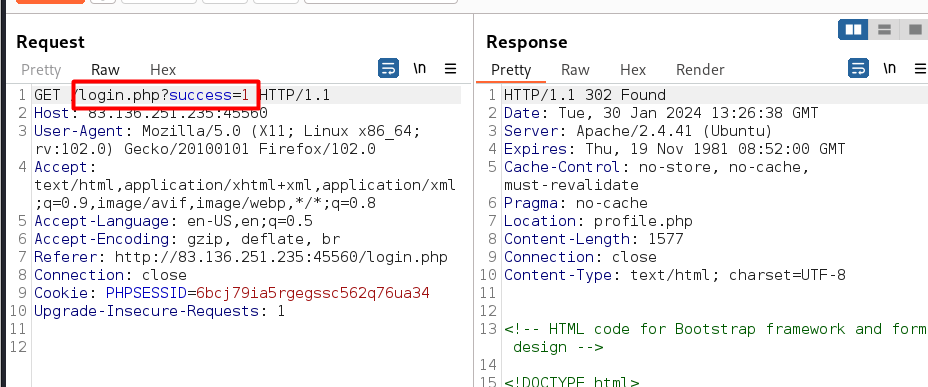 Request
Pretty Raw Hex \n
1 GET /login.php?success=1 HTTP/1.1
2 Host: 83.136.251.235:45560
3 User-Agent: Mozilla/5.0 (X11; Linux x86_64;
rv:102.0) Gecko/20100101 Firefox/102.0
4 Accept:
text/html,application/xhtml+xml,application/xml
;q=0.9,image/avif,image/webp,*/*;q=0.8
5 Accept-Language: en-US,en;q=0.5
6 Accept-Encoding: gzip, deflate, br
7 Referer: http://83.136.251.235:45560/login.php
8 Connection: close
9 Cookie: PHPSESSID=6bcj79ia5rgegssc562q76ua34
10 Upgrade-Insecure-Requests: 1
11
12
Response
Pretty Raw Hex Render \n
1 HTTP/1.1 302 Found
2 Date: Tue, 30 Jan 2024 13:26:38 GMT
3 Server: Apache/2.4.41 (Ubuntu)
4 Expires: Thu, 19 Nov 1981 08:52:00 GMT
5 Cache-Control: no-store, no-cache,
must-revalidate
6 Pragma: no-cache
7 Location: profile.php
8 Content-Length: 1577
9 Connection: close
10 Content-Type: text/html; charset=UTF-8
11
12
13 <!-- HTML code for Bootstrap framework and form
design -->
14
15 <!DOCTYPE html>